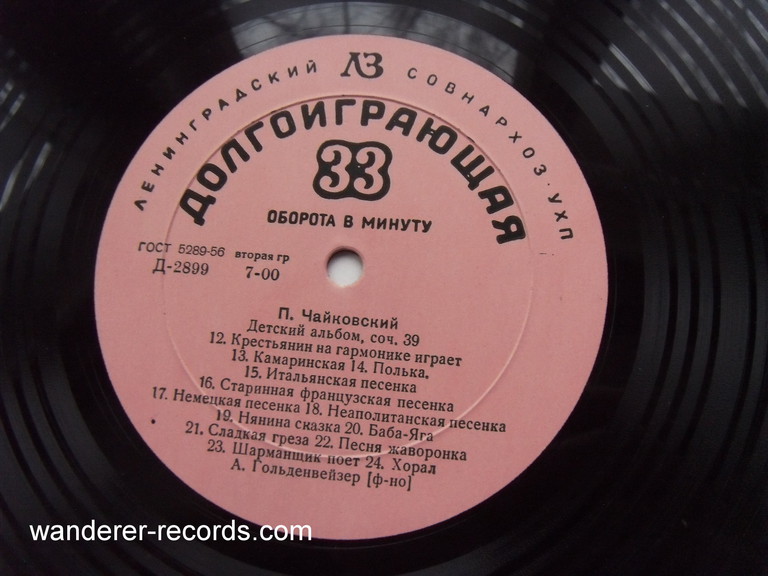 ЛЕНИНГРАДСКИЙ ЛЗ СОВНАРХОЗ·УХП
ДОЛГОИГРАЮЩАЯ
33
ОБОРОТА В МИНУТУ
ГОСТ 5289-56 вторая гр
Д-2899 7-00
П. Чайковский
Детский альбом, соч. 39
12. Крестьянин на гармонике играет
13. Камаринская 14. Полька.
15. Итальянская песенка
16. Старинная французская песенка
17. Немецкая песенка 18. Неаполитанская песенка
19. Нянина сказка 20. Баба-Яга
21. Сладкая греза 22. Песня жаворонка
23. Шарманщик поет 24. Хорал
А. Гольденвейзер [ф-но]
wanderer-records.com